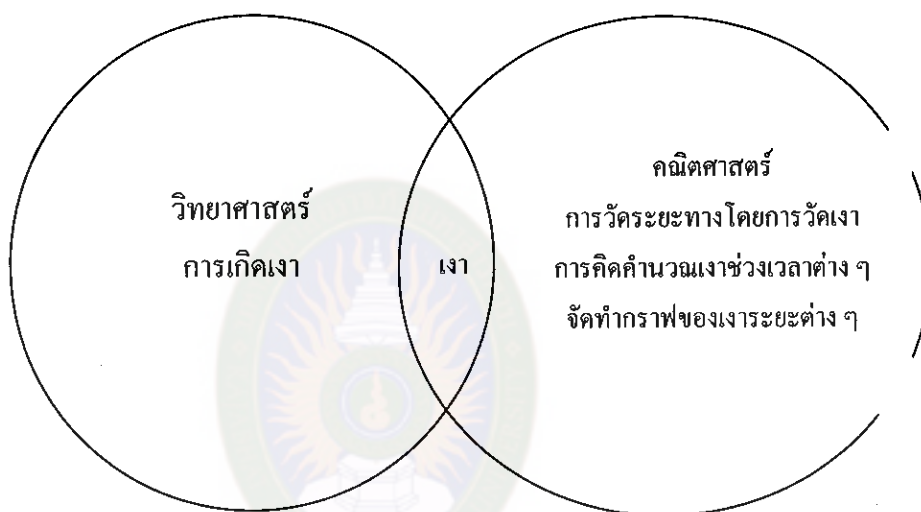 วิทยาศาสตร์
การเกิดเงา
เงา
คณิตศาสตร์
การวัดระยะทางโดยการวัดเงา
การคิดคำนวณเงาช่วงเวลาต่าง ๆ
จัดทำกราฟของเงาระยะต่าง ๆ